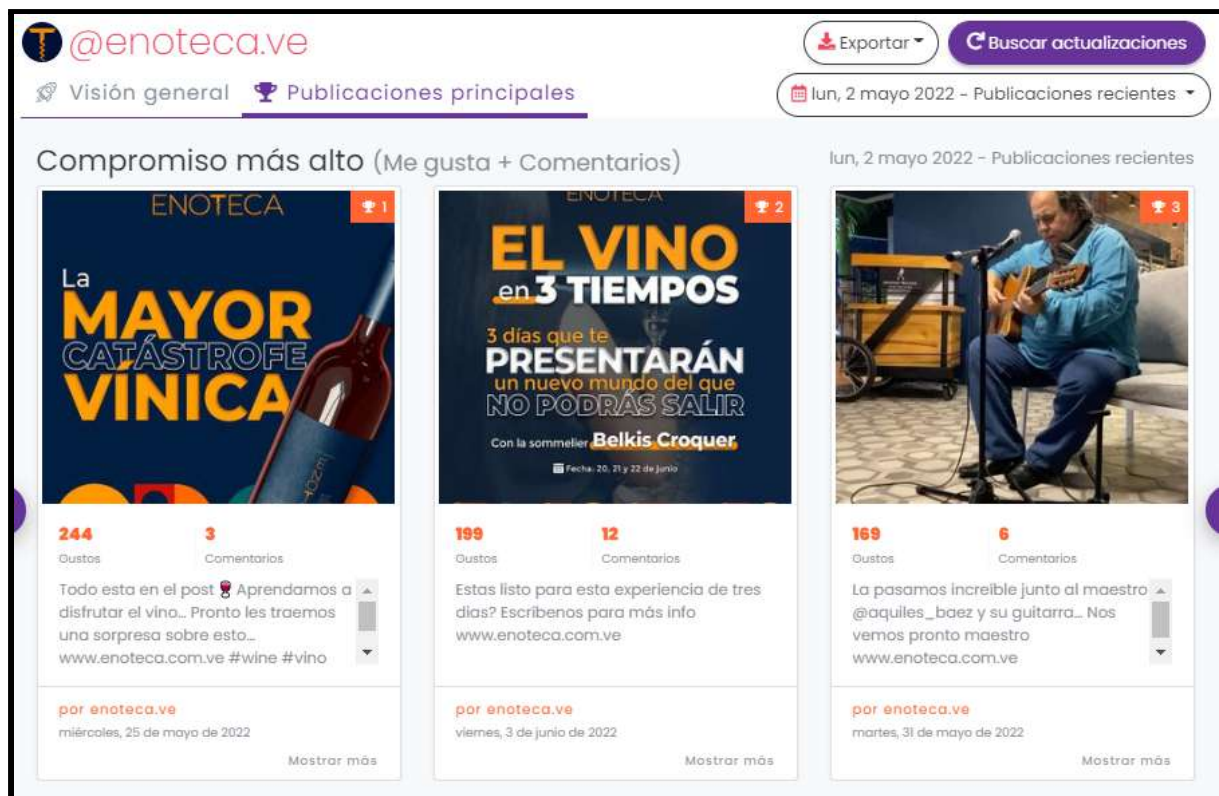 @enoteca.ve
Exportar
Buscar actualizaciones
Visión general
Publicaciones principales
lun, 2 mayo 2022 - Publicaciones recientes
Compromiso más alto (Me gusta + Comentarios)
lun, 2 mayo 2022 - Publicaciones recientes
ENOTECA
1
La
MAYOR
CATÁSTROFE
VÍNICA
244
Gustos
3
Comentarios
Todo esta en el post 🍷 Aprendamos a
disfrutar el vino... Pronto les traemos
una sorpresa sobre esto...
www.enoteca.com.ve #wine #vino
por enoteca.ve
miércoles, 25 de mayo de 2022
Mostrar más
ENOTECA
2
EL VINO
en 3 TIEMPOS
3 días que te
PRESENTARÁN
un nuevo mundo del que
NO PODRÁS SALIR
Con la sommelier Belkis Croquer
Fecha: 20, 21 y 22 de junio
199
Gustos
12
Comentarios
Estas listo para esta experiencia de tres
dias? Escríbenos para más info
www.enoteca.com.ve
por enoteca.ve
viernes, 3 de junio de 2022
Mostrar más
3
169
Gustos
6
Comentarios
La pasamos increíble junto al maestro
@aquiles_baez y su guitarra... Nos
vemos pronto maestro
www.enoteca.com.ve
por enoteca.ve
martes, 31 de mayo de 2022
Mostrar más